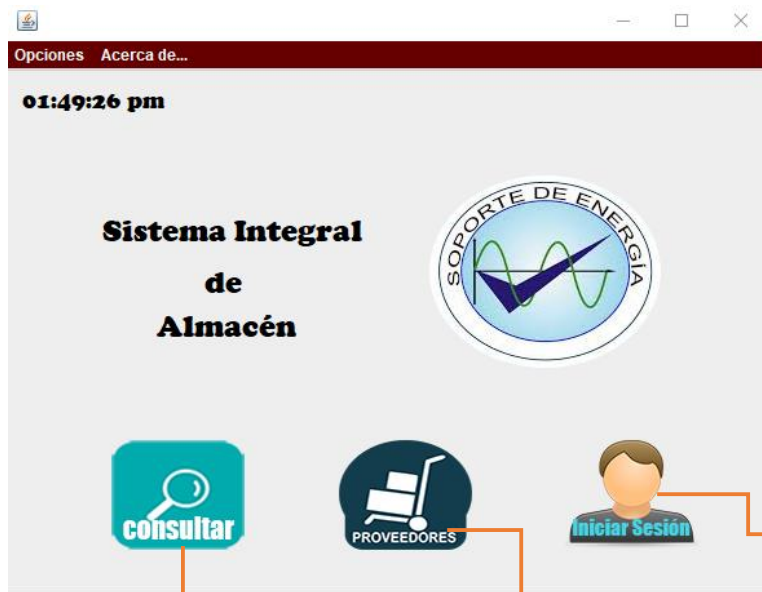 Opciones Acerca de...
01:49:26 pm
Sistema Integral
de
Almacén
SOPORTE DE ENERGÍA
consultar
PROVEEDORES
Iniciar Sesión